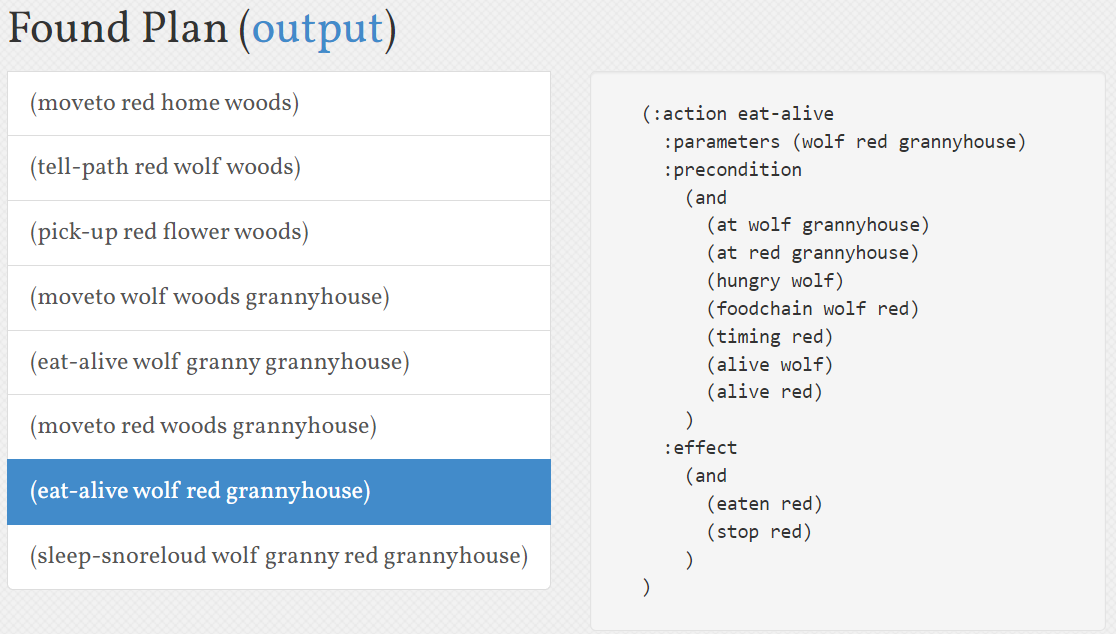 Found Plan (output)
(moveto red home woods)
(tell-path red wolf woods)
(pick-up red flower woods)
(moveto wolf woods grannyhouse)
(eat-alive wolf granny grannyhouse)
(moveto red woods grannyhouse)
(eat-alive wolf red grannyhouse)
(sleep-snoreloud wolf granny red grannyhouse)
(:action eat-alive
  :parameters (wolf red grannyhouse)
  :precondition
    (and
      (at wolf grannyhouse)
      (at red grannyhouse)
      (hungry wolf)
      (foodchain wolf red)
      (timing red)
      (alive wolf)
      (alive red)
    )
  :effect
    (and
      (eaten red)
      (stop red)
    )
)